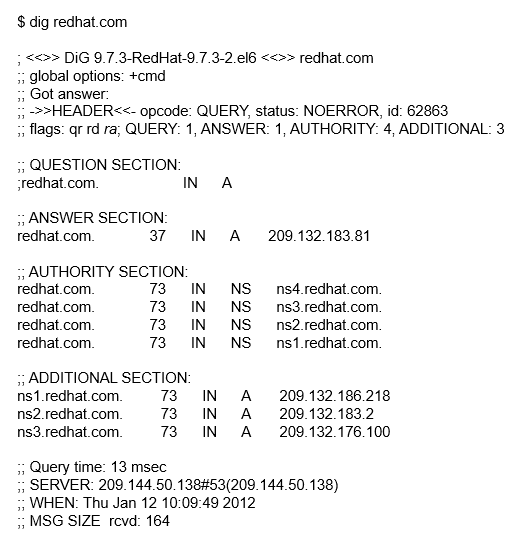 $ dig redhat.com
; <<>> DiG 9.7.3-RedHat-9.7.3-2.el6 <<>> redhat.com
;; global options: +cmd
;; Got answer:
;; ->>HEADER<<- opcode: QUERY, status: NOERROR, id: 62863
;; flags: qr rd ra; QUERY: 1, ANSWER: 1, AUTHORITY: 4, ADDITIONAL: 3
;; QUESTION SECTION:
;redhat.com. IN A
;; ANSWER SECTION:
redhat.com. 37 IN A 209.132.183.81
;; AUTHORITY SECTION:
redhat.com. 73 IN NS ns4.redhat.com.
redhat.com. 73 IN NS ns3.redhat.com.
redhat.com. 73 IN NS ns2.redhat.com.
redhat.com. 73 IN NS ns1.redhat.com.
;; ADDITIONAL SECTION:
ns1.redhat.com. 73 IN A 209.132.186.218
ns2.redhat.com. 73 IN A 209.132.183.2
ns3.redhat.com. 73 IN A 209.132.176.100
;; Query time: 13 msec
;; SERVER: 209.144.50.138#53(209.144.50.138)
;; WHEN: Thu Jan 12 10:09:49 2012
;; MSG SIZE rcvd: 164